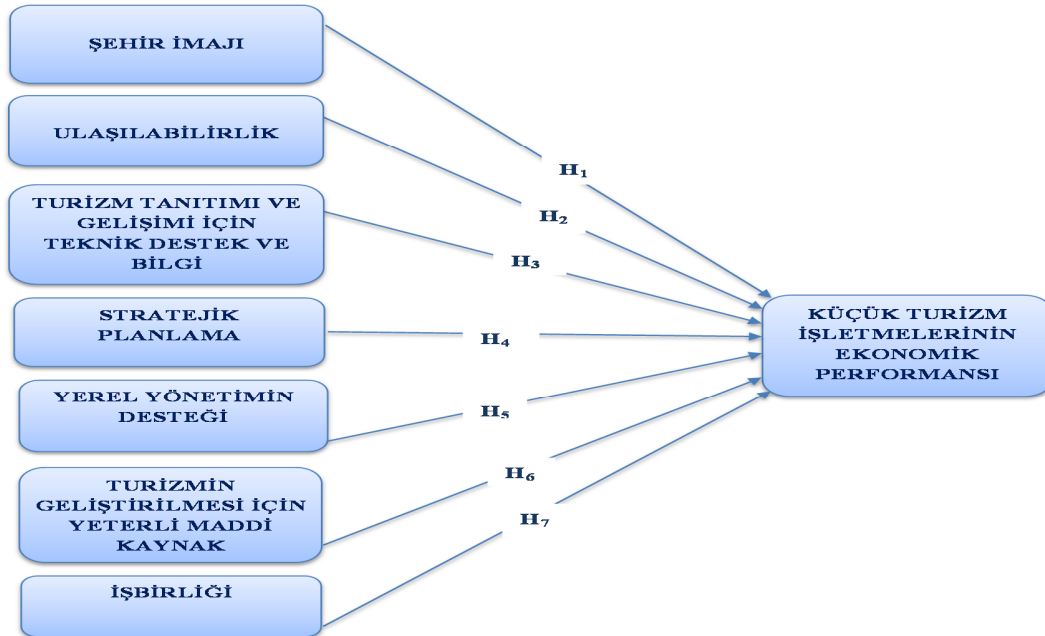 ŞEHİR İMAJI
ULAŞILABİLİRLİK
TURİZM TANITIMI VE
GELİŞİMİ İÇİN
TEKNİK DESTEK VE
BİLGİ
STRATEJİK
PLANLAMA
YEREL YÖNETİMİN
DESTEĞİ
TURİZMİN
GELİŞTİRİLMESİ İÇİN
YETERLİ MADDİ
KAYNAK
İŞBİRLİĞİ
H₁
H₂
H₃
H₄
H₅
H₆
H₇
KÜÇÜK TURİZM
İŞLETMELERİNİN
EKONOMİK
PERFORMANSI